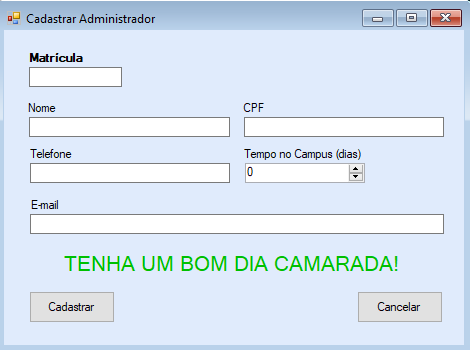 Cadastrar Administrador
Matrícula
Nome CPF
Telefone Tempo no Campus (dias)
0
E-mail
TENHA UM BOM DIA CAMARADA!
Cadastrar Cancelar